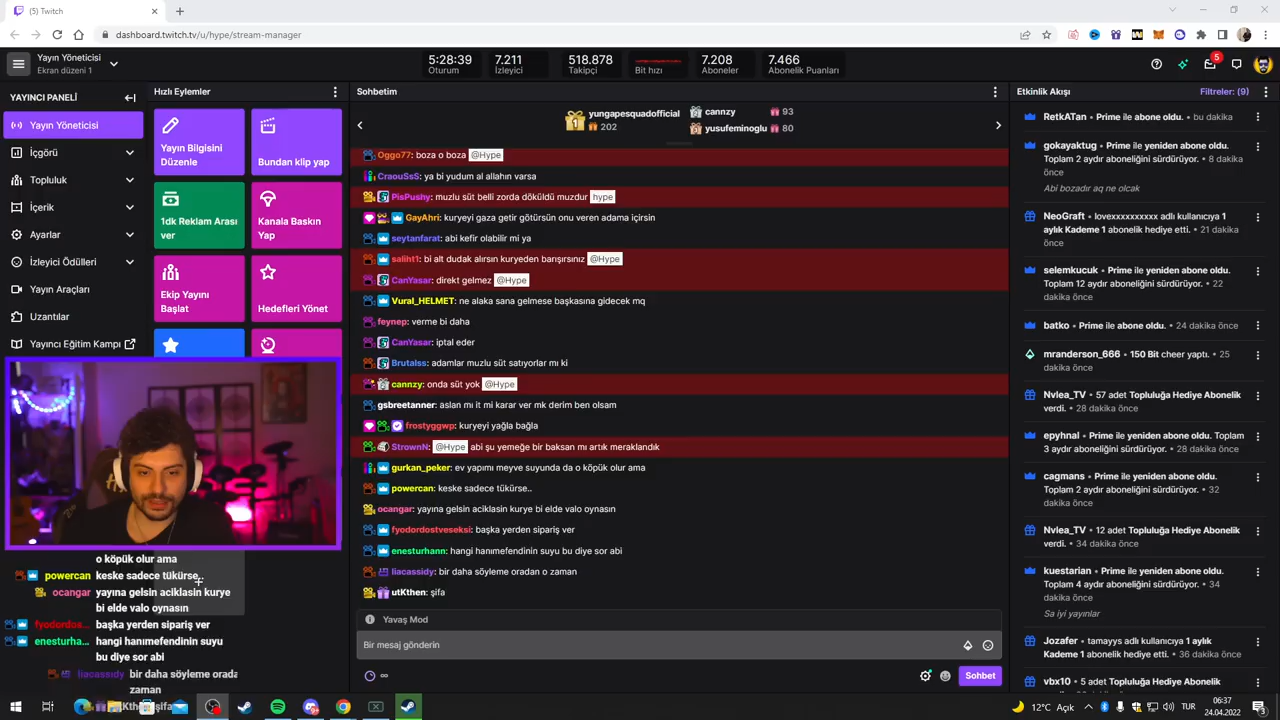 (5) Twitch
dashboard.twitch.tv/u/hype/stream-manager
Yayın Yöneticisi
Ekran düzeni 1
5:28:39
Oturum
7.211
İzleyici
518.878
Takipçi
Bit hızı
7.208
Aboneler
7.466
Abonelik Puanları
5
YAYINCI PANELİ
Yayın Yöneticisi
İçgörü
Topluluk
İçerik
Ayarlar
İzleyici Ödülleri
Yayın Araçları
Uzantılar
Yayıncı Eğitim Kampı
Hızlı Eylemler
Yayın Bilgisini
Düzenle
Bundan klip yap
1dk Reklam Arası
ver
Kanala Baskın
Yap
Ekip Yayını
Başlat
Hedefleri Yönet
o köpük olur ama
powercan keske sadece tükürse..
ocangar yayına gelsin aciklasin kurye
bi elde valo oynasın
fyodordos... başka yerden sipariş ver
enesturha... hangi hanımefendinin suyu
bu diye sor abi
liacassidy bir daha söyleme orada
zaman
şifa
Sohbetim
yungapesquadofficial
202
cannzy 93
yusufeminoglu 80
Oggo77: boza o boza @Hype
CraouSsS: ya bi yudum al allahın varsa
PisPushy: muzlu süt belli zorda döküldü muzdur hype
GayAhri: kuryeyi gaza getir götürsün onu veren adama içirsin
seytanfarat: abi kefir olabilir mi ya
saliht1: bi alt dudak alırsın kuryeden barışırsınız @Hype
CanYasar: direkt gelmez @Hype
Vural_HELMET: ne alaka sana gelmese başkasına gidecek mq
feynep: verme bi daha
CanYasar: iptal eder
Brutalss: adamlar muzlu süt satıyorlar mı ki
cannzy: onda süt yok @Hype
gsbreetanner: aslan mı it mi karar ver mk derim ben olsam
frostyggwp: kuryeyi yağla bağla
StrownN: @Hype abi şu yemeğe bir baksan mı artık meraklandık
gurkan_peker: ev yapımı meyve suyunda da o köpük olur ama
powercan: keske sadece tükürse..
ocangar: yayına gelsin aciklasin kurye bi elde valo oynasın
fyodordostveseksi: başka yerden sipariş ver
enesturhann: hangi hanımefendinin suyu bu diye sor abi
liacassidy: bir daha söyleme oradan o zaman
utKthen: şifa
Yavaş Mod
Bir mesaj gönderin
Sohbet
Etkinlik Akışı
Filtreler: (9)
RetkATan • Prime ile abone oldu. • bu dakika
gokayaktug • Prime ile yeniden abone oldu.
Toplam 2 aydır aboneliğini sürdürüyor. • 8 dakika
önce
Abi bozadır aq ne olcak
NeoGraft • lovexxxxxxxxxx adlı kullanıcıya 1
aylık Kademe 1 abonelik hediye etti. • 21 dakika
önce
selemkucuk • Prime ile yeniden abone oldu.
Toplam 12 aydır aboneliğini sürdürüyor. • 22
dakika önce
batko • Prime ile abone oldu. • 24 dakika önce
mranderson_666 • 150 Bit cheer yaptı. • 25
dakika önce
Nvlea_TV • 57 adet Topluluğa Hediye Abonelik
verdi. • 28 dakika önce
epyhnal • Prime ile yeniden abone oldu. Toplam
3 aydır aboneliğini sürdürüyor. • 28 dakika önce
cagmans • Prime ile yeniden abone oldu.
Toplam 2 aydır aboneliğini sürdürüyor. • 32
dakika önce
Nvlea_TV • 12 adet Topluluğa Hediye Abonelik
verdi. • 34 dakika önce
kuestarian • Prime ile yeniden abone oldu.
Toplam 4 aydır aboneliğini sürdürüyor. • 34
dakika önce
Sa iyi yayınlar
Jozafer • tamayys adlı kullanıcıya 1 aylık
Kademe 1 abonelik hediye etti. • 36 dakika önce
vbx10 • 5 adet Topluluğa Hediye Abonelik
12°C Açık
TUR
06:37
24.04.2022